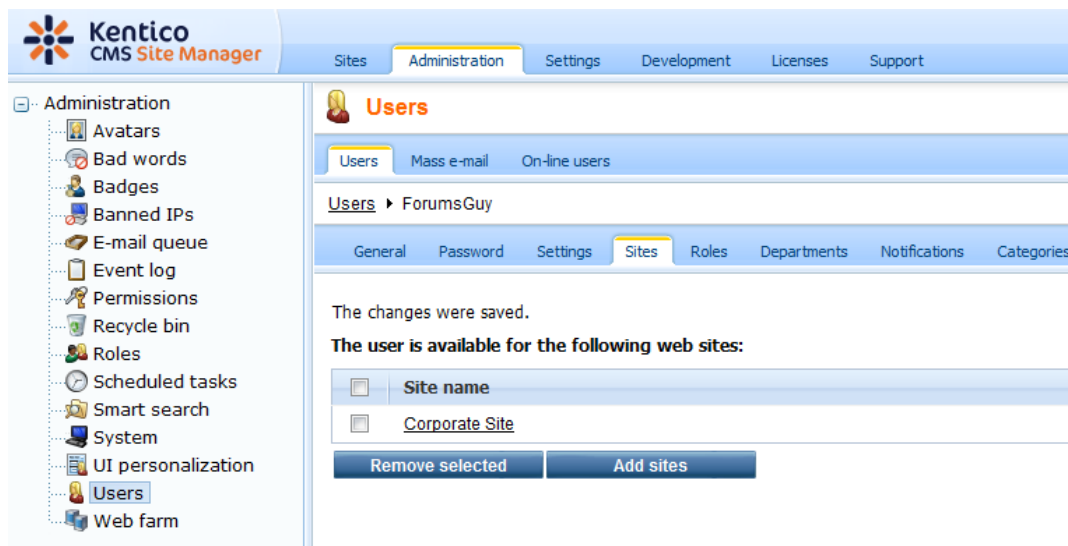 Kentico
CMS Site Manager
Sites Administration Settings Development Licenses Support
Administration
Avatars
Bad words
Badges
Banned IPs
E-mail queue
Event log
Permissions
Recycle bin
Roles
Scheduled tasks
Smart search
System
UI personalization
Users
Web farm
Users
Users Mass e-mail On-line users
Users ForumsGuy
General Password Settings Sites Roles Departments Notifications Categories
The changes were saved.
The user is available for the following web sites:
Site name
Corporate Site
Remove selected Add sites